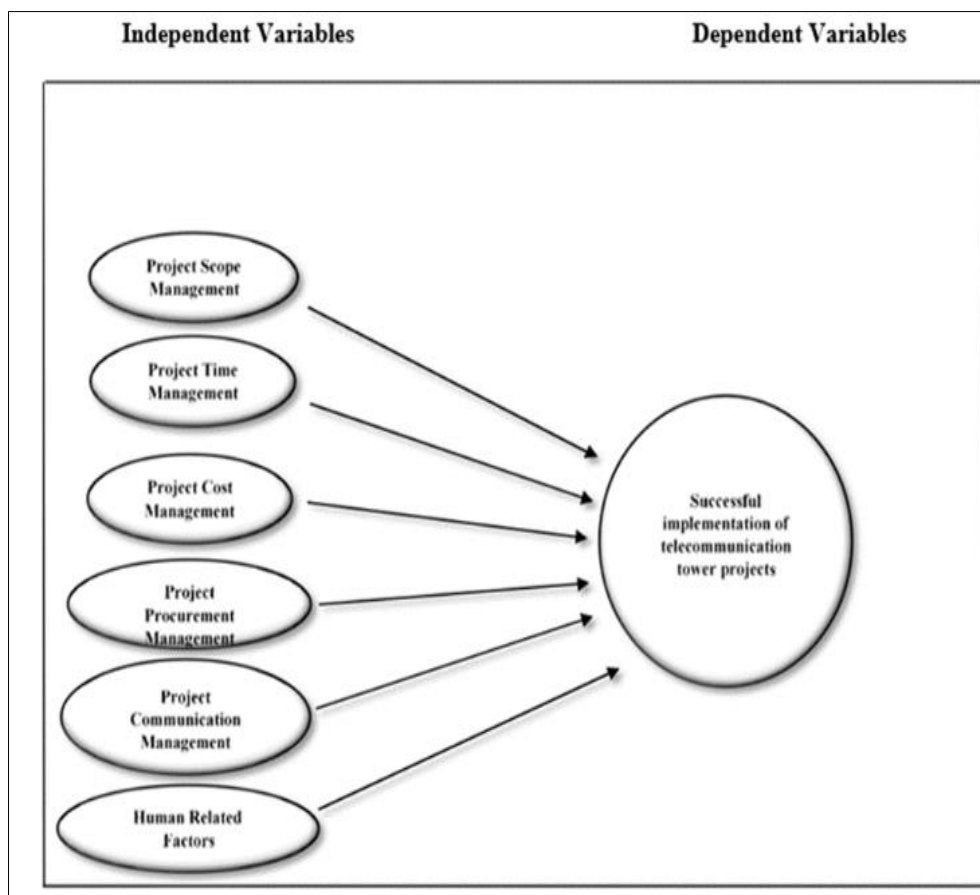 Independent Variables
Dependent Variables
Project Scope
Management
Project Time
Management
Project Cost
Management
Project
Procurement
Management
Project
Communication
Management
Human Related
Factors
Successful
implementation of
telecommunication
tower projects